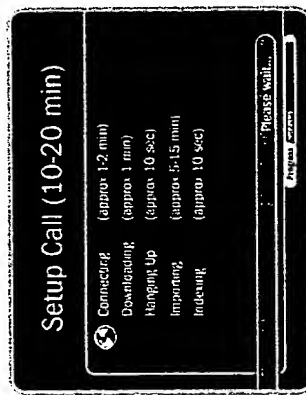 Setup Call (10-20 min)
Connecting (approx 1-2 min)
Downloading (approx 1 min)
Hanging Up (approx 10 sec)
Importing (approx 5-15 min)
Indexing (approx 10 sec)
Please wait...
Progress